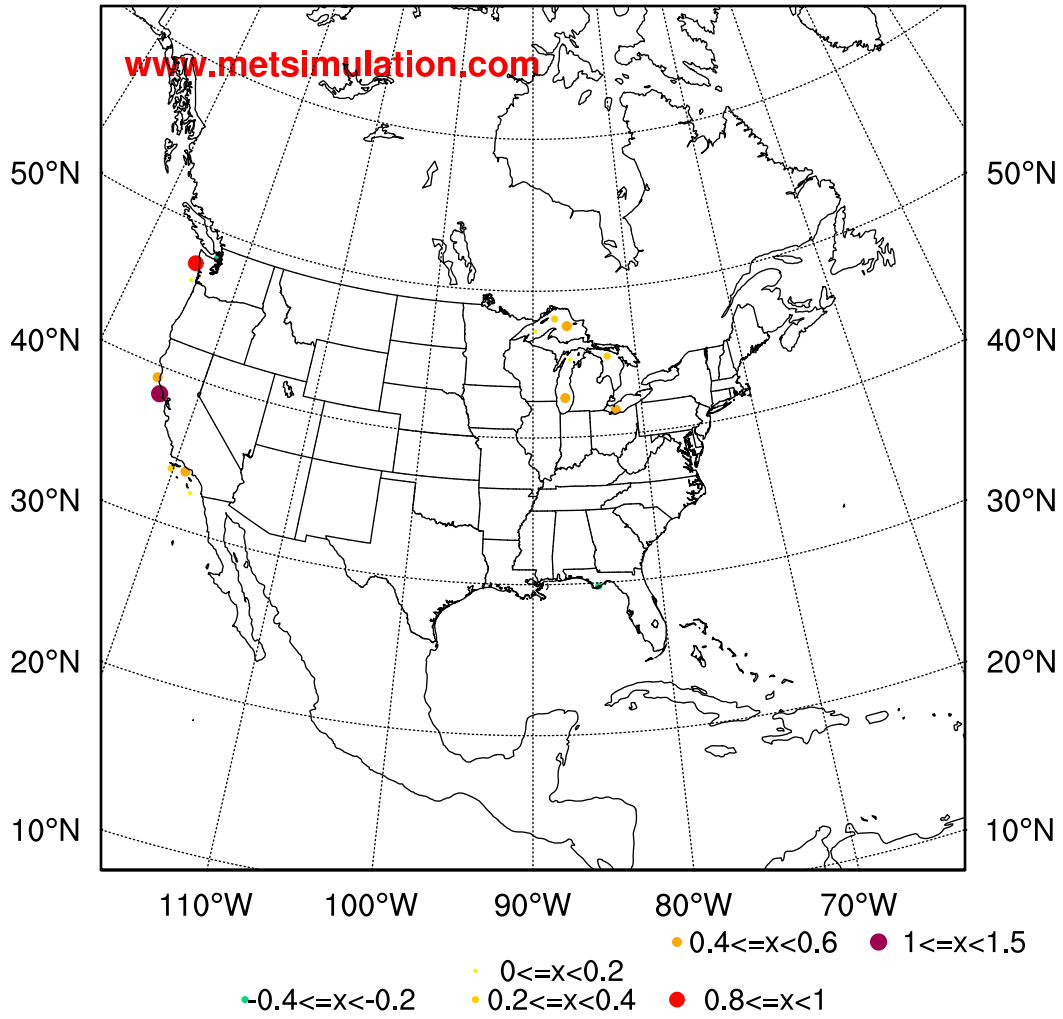 www.metsimulation.com
50°N 50°N
40°N 40°N
30°N 30°N
20°N 20°N
10°N 10°N
110°W 100°W 90°W 80°W 70°W
0.4<=x<0.6 1<=x<1.5
0<=x<0.2
-0.4<=x<-0.2 0.2<=x<0.4 0.8<=x<1